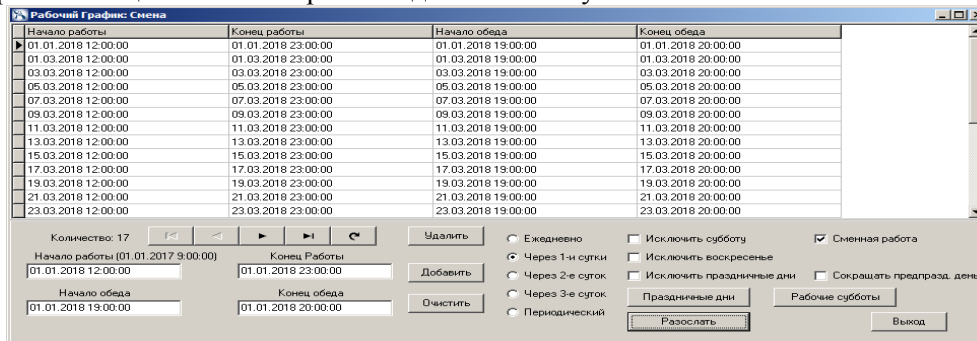 Рабочий График: Смена
Начало работы Конец работы Начало обеда Конец обеда
01.01.2018 12:00:00 01.01.2018 23:00:00 01.01.2018 19:00:00 01.01.2018 20:00:00
01.03.2018 12:00:00 01.03.2018 23:00:00 01.03.2018 19:00:00 01.03.2018 20:00:00
03.03.2018 12:00:00 03.03.2018 23:00:00 03.03.2018 19:00:00 03.03.2018 20:00:00
05.03.2018 12:00:00 05.03.2018 23:00:00 05.03.2018 19:00:00 05.03.2018 20:00:00
07.03.2018 12:00:00 07.03.2018 23:00:00 07.03.2018 19:00:00 07.03.2018 20:00:00
09.03.2018 12:00:00 09.03.2018 23:00:00 09.03.2018 19:00:00 09.03.2018 20:00:00
11.03.2018 12:00:00 11.03.2018 23:00:00 11.03.2018 19:00:00 11.03.2018 20:00:00
13.03.2018 12:00:00 13.03.2018 23:00:00 13.03.2018 19:00:00 13.03.2018 20:00:00
15.03.2018 12:00:00 15.03.2018 23:00:00 15.03.2018 19:00:00 15.03.2018 20:00:00
17.03.2018 12:00:00 17.03.2018 23:00:00 17.03.2018 19:00:00 17.03.2018 20:00:00
19.03.2018 12:00:00 19.03.2018 23:00:00 19.03.2018 19:00:00 19.03.2018 20:00:00
21.03.2018 12:00:00 21.03.2018 23:00:00 21.03.2018 19:00:00 21.03.2018 20:00:00
23.03.2018 12:00:00 23.03.2018 23:00:00 23.03.2018 19:00:00 23.03.2018 20:00:00
Количество: 17 Удалить Ежедневно Исключить субботу Сменная работа
Начало работы (01.01.2017 9:00:00) Конец Работы Через 1-и сутки Исключить воскресенье
01.01.2018 12:00:00 01.01.2018 23:00:00 Добавить Через 2-е суток Исключить праздничные дни Сокращать предпразд. день
Начало обеда Конец обеда Через 3-е суток Праздничные дни Рабочие субботы
01.01.2018 19:00:00 01.01.2018 20:00:00 Очистить Периодический
Разослать Выход